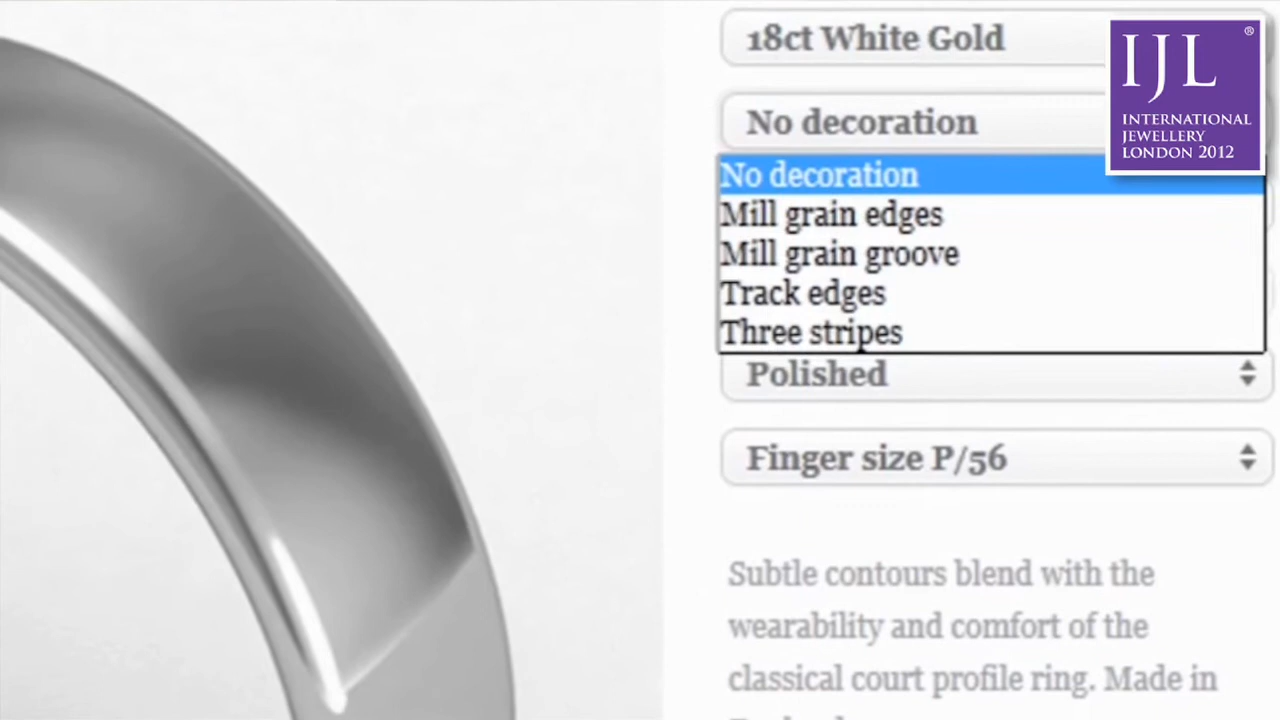 18ct White Gold
No decoration
IJL ®
INTERNATIONAL
JEWELLERY
LONDON 2012
No decoration
Mill grain edges
Mill grain groove
Track edges
Three stripes
Polished
Finger size P/56
Subtle contours blend with the
wearability and comfort of the
classical court profile ring. Made in